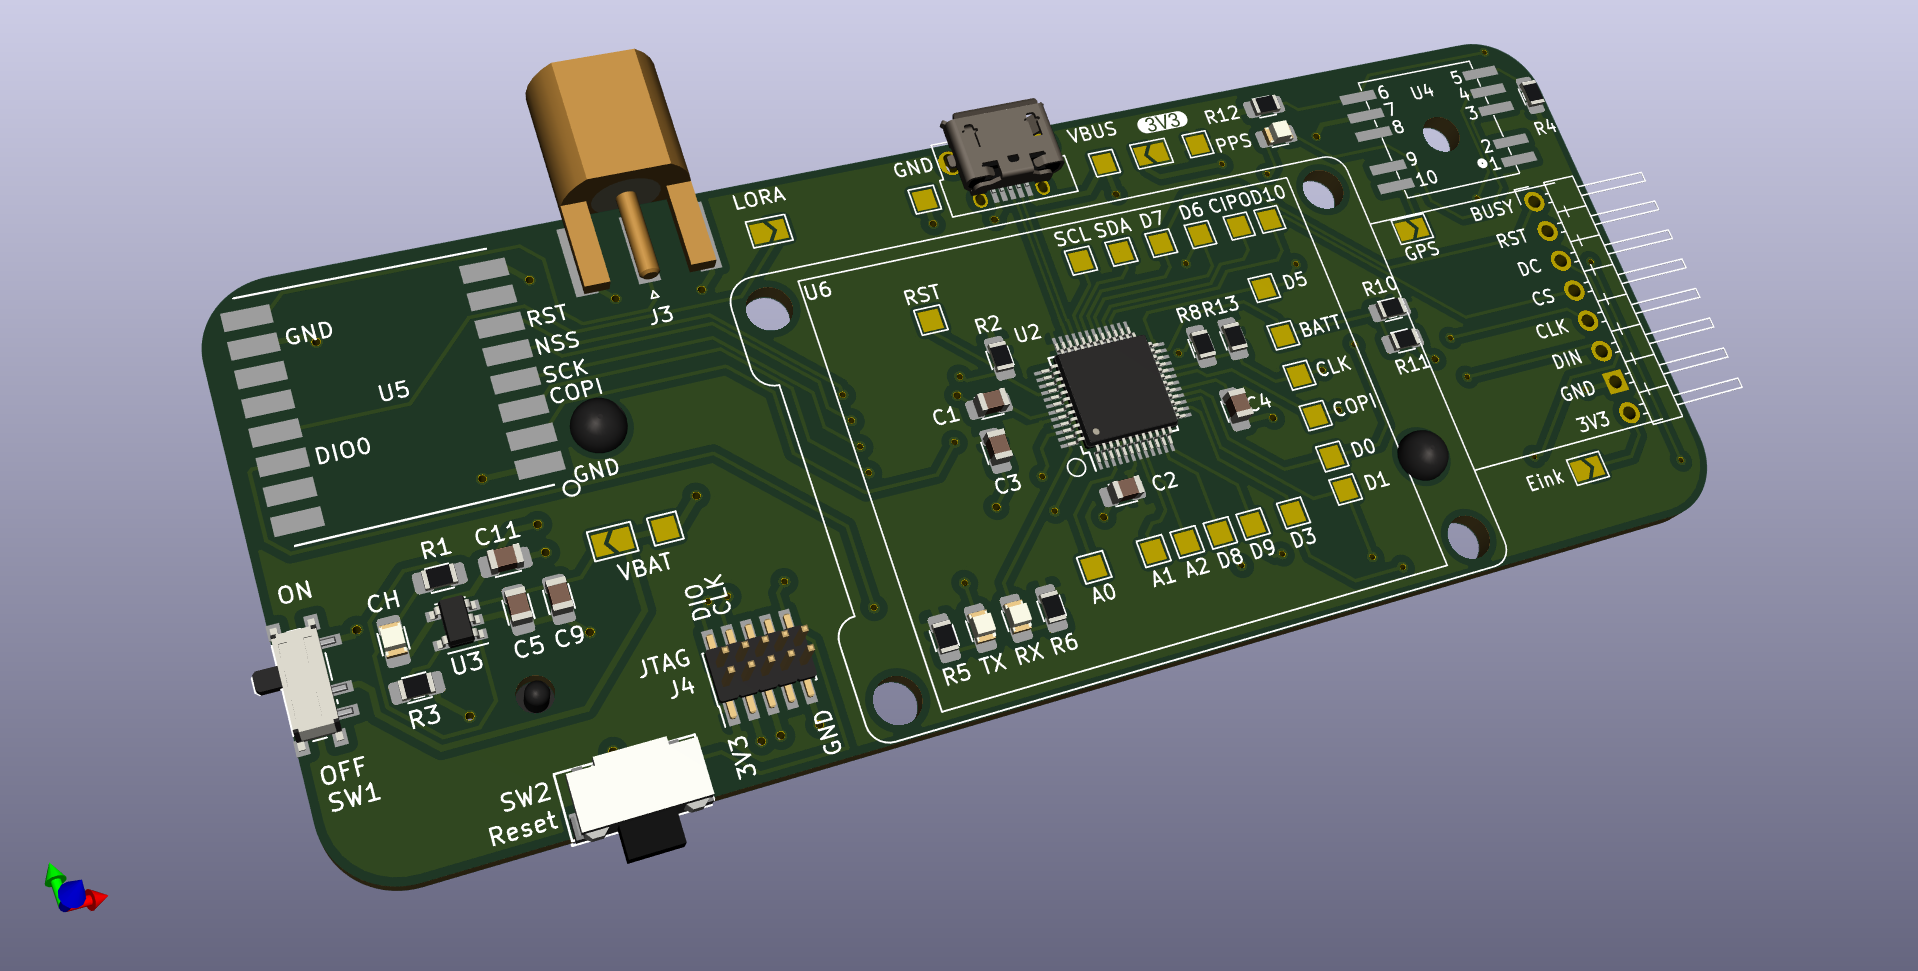 LORA
GND
VBUS
3V3
R12
PPS
6
7
8
9
10
U4
5
4
3
2
1
R4
J3
SCL
SDA
D7
D6
CIPO
D10
BUSY
RST
DC
CS
CLK
DIN
GND
3V3
GPS
U6
RST
R2
U2
R8
R13
D5
BATT
CLK
COPI
D0
D1
R10
R11
Eink
GND
U5
DIO0
RST
NSS
SCK
COPI
GND
C1
C3
C4
C2
A0
A1
A2
D8
D9
D3
R5
TX
RX
R6
R1
C11
VBAT
ON
CH
U3
C5
C9
R3
OFF
SW1
DIO
CLK
JTAG
J4
3V3
GND
SW2
Reset